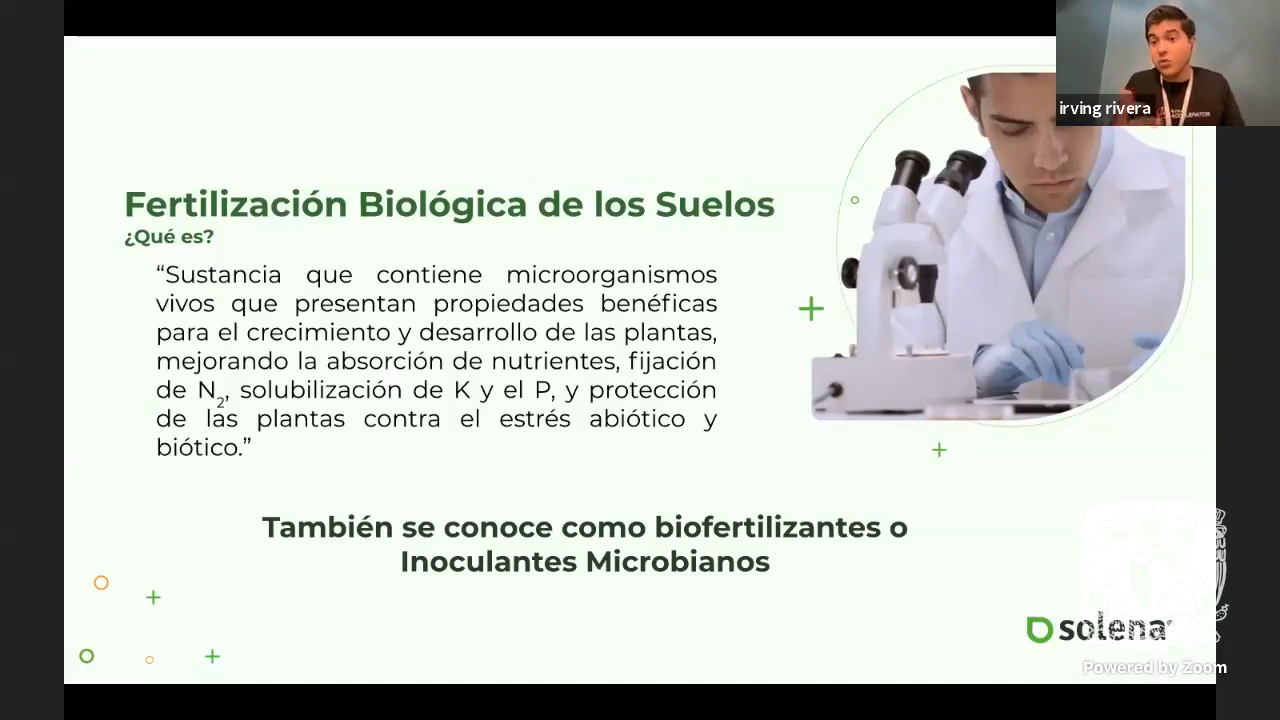 irving rivera
ACCELERATOR
Fertilización Biológica de los Suelos
¿Qué es?
“Sustancia que contiene microorganismos
vivos que presentan propiedades benéficas
para el crecimiento y desarrollo de las plantas,
mejorando la absorción de nutrientes, fijación
de N2, solubilización de K y el P, y protección
de las plantas contra el estrés abiótico y
biótico.”
También se conoce como biofertilizantes o
Inoculantes Microbianos
solena
Powered by Zoom